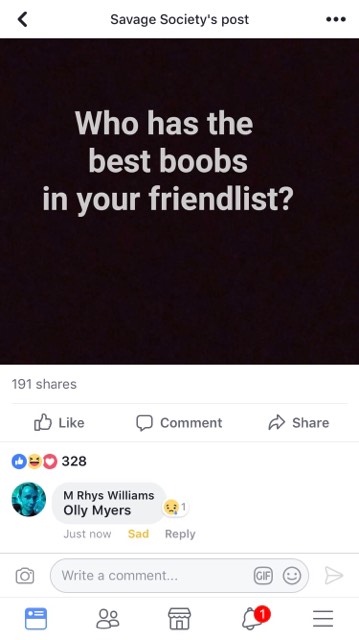 Savage Society's post
Who has the
best boobs
in your friendlist?
191 shares
Like Comment Share
328
M Rhys Williams
Olly Myers
1
Just now Sad Reply
Write a comment... GIF
1